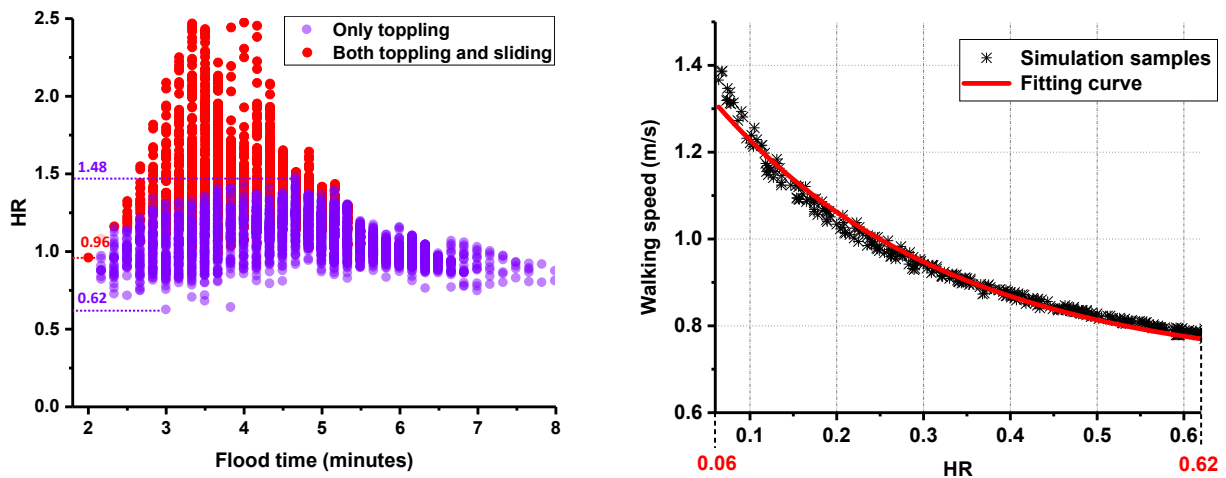 2.5
2.0
1.5
1.0
0.5
0.0
HR
Only toppling
Both toppling and sliding
1.48
0.96
0.62
2 3 4 5 6 7 8
Flood time (minutes)
1.4
1.2
1.0
0.8
0.6
Walking speed (m/s)
Simulation samples
Fitting curve
0.1 0.2 0.3 0.4 0.5 0.6
0.06 HR 0.62